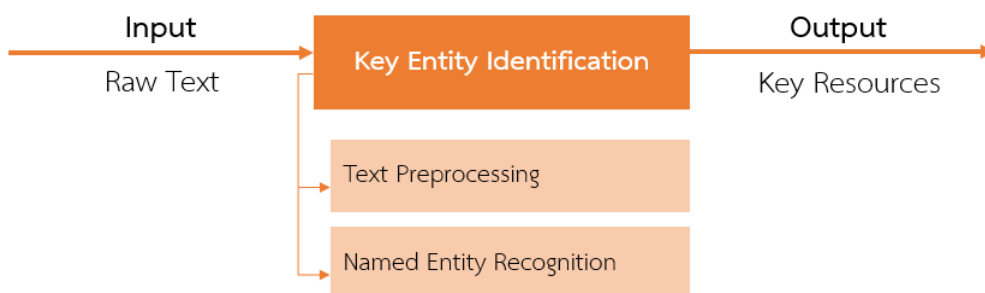 Input
Raw Text
Key Entity Identification
Output
Key Resources
Text Preprocessing
Named Entity Recognition